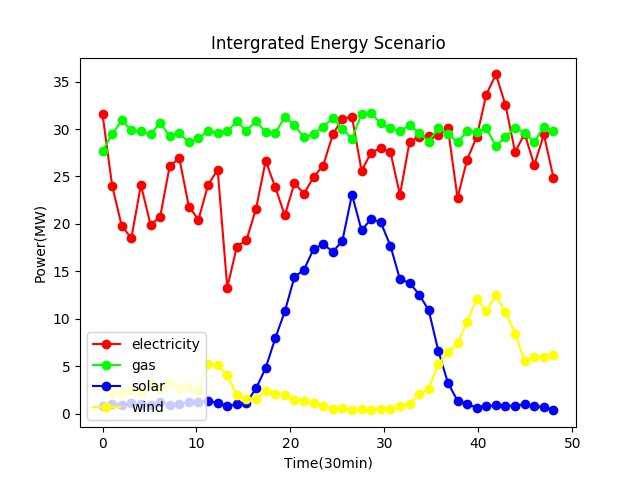 Intergrated Energy Scenario
Power(MW)
35
30
25
20
15
10
5
0
electricity
gas
solar
wind
0 10 20 30 40 50
Time(30min)